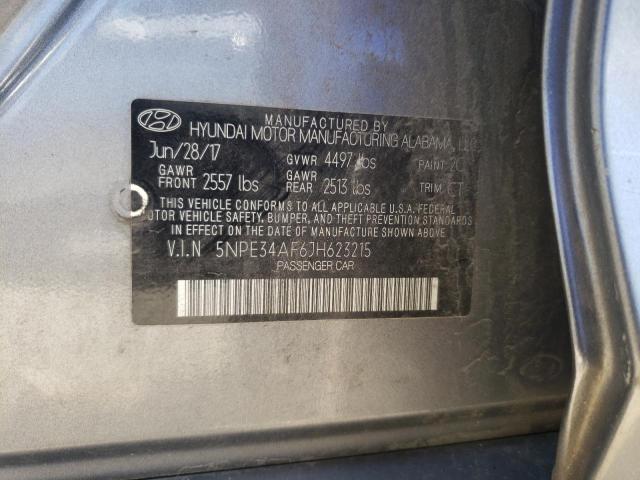 MANUFACTURED BY
HYUNDAI MOTOR MANUFACTURING ALABAMA, LLC
Jun/28/17 GVWR 4497 lbs PAINT:
GAWR FRONT 2557 lbs GAWR REAR 2513 lbs TRIM:
THIS VEHICLE CONFORMS TO ALL APPLICABLE U.S.A. FEDERAL
MOTOR VEHICLE SAFETY, BUMPER, AND THEFT PREVENTION STANDARDS
IN EFFECT ON THE DATE OF MANUFACTURE SHOWN ABOVE.
V.I.N 5NPE34AF6JH623215
PASSENGER CAR